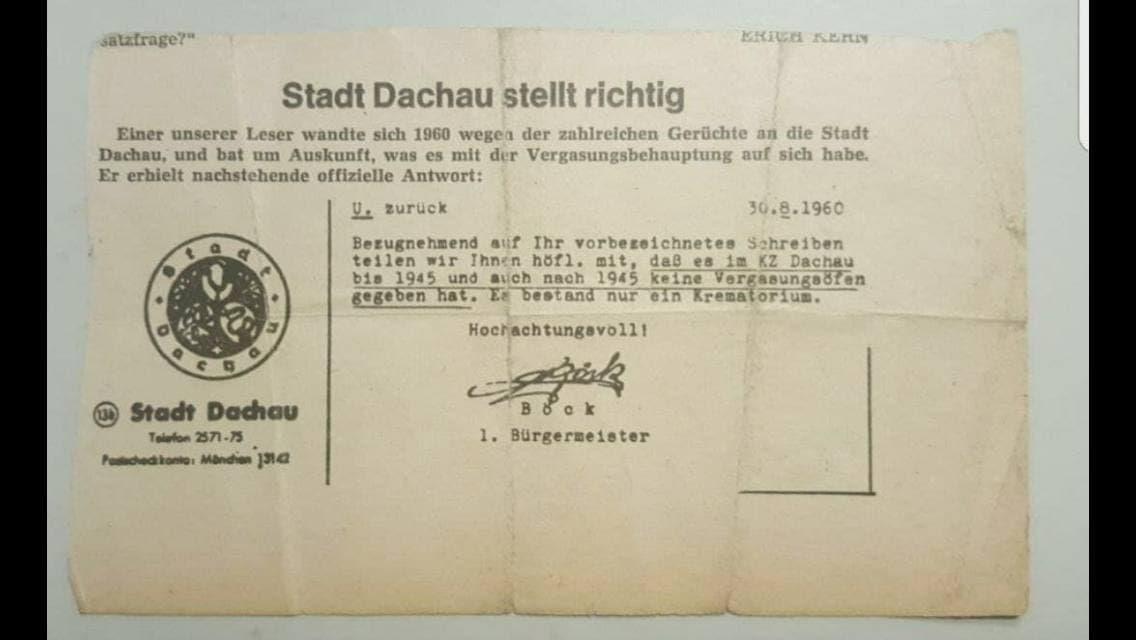 satzfrage?"
ERICH KERN
Stadt Dachau stellt richtig
Einer unserer Leser wandte sich 1960 wegen der zahlreichen Gerüchte an die Stadt
Dachau, und bat um Auskunft, was es mit der Vergasungsbehauptung auf sich habe.
Er erhielt nachstehende offizielle Antwort:
U. zurück
30.8.1960
Bezugnehmend auf Ihr vorbezeichnetes Schreiben
teilen wir Ihnen höfl. mit, daß es im KZ Dachau
bis 1945 und auch nach 1945 keine Vergasungsöfen
gegeben hat. Es bestand nur ein Krematorium.
Hochachtungsvoll!
Böck
Böck
1. Bürgermeister
Stadt Dachau
13b Stadt Dachau
Telefon 2571-75
Postscheckkonto: München 13142